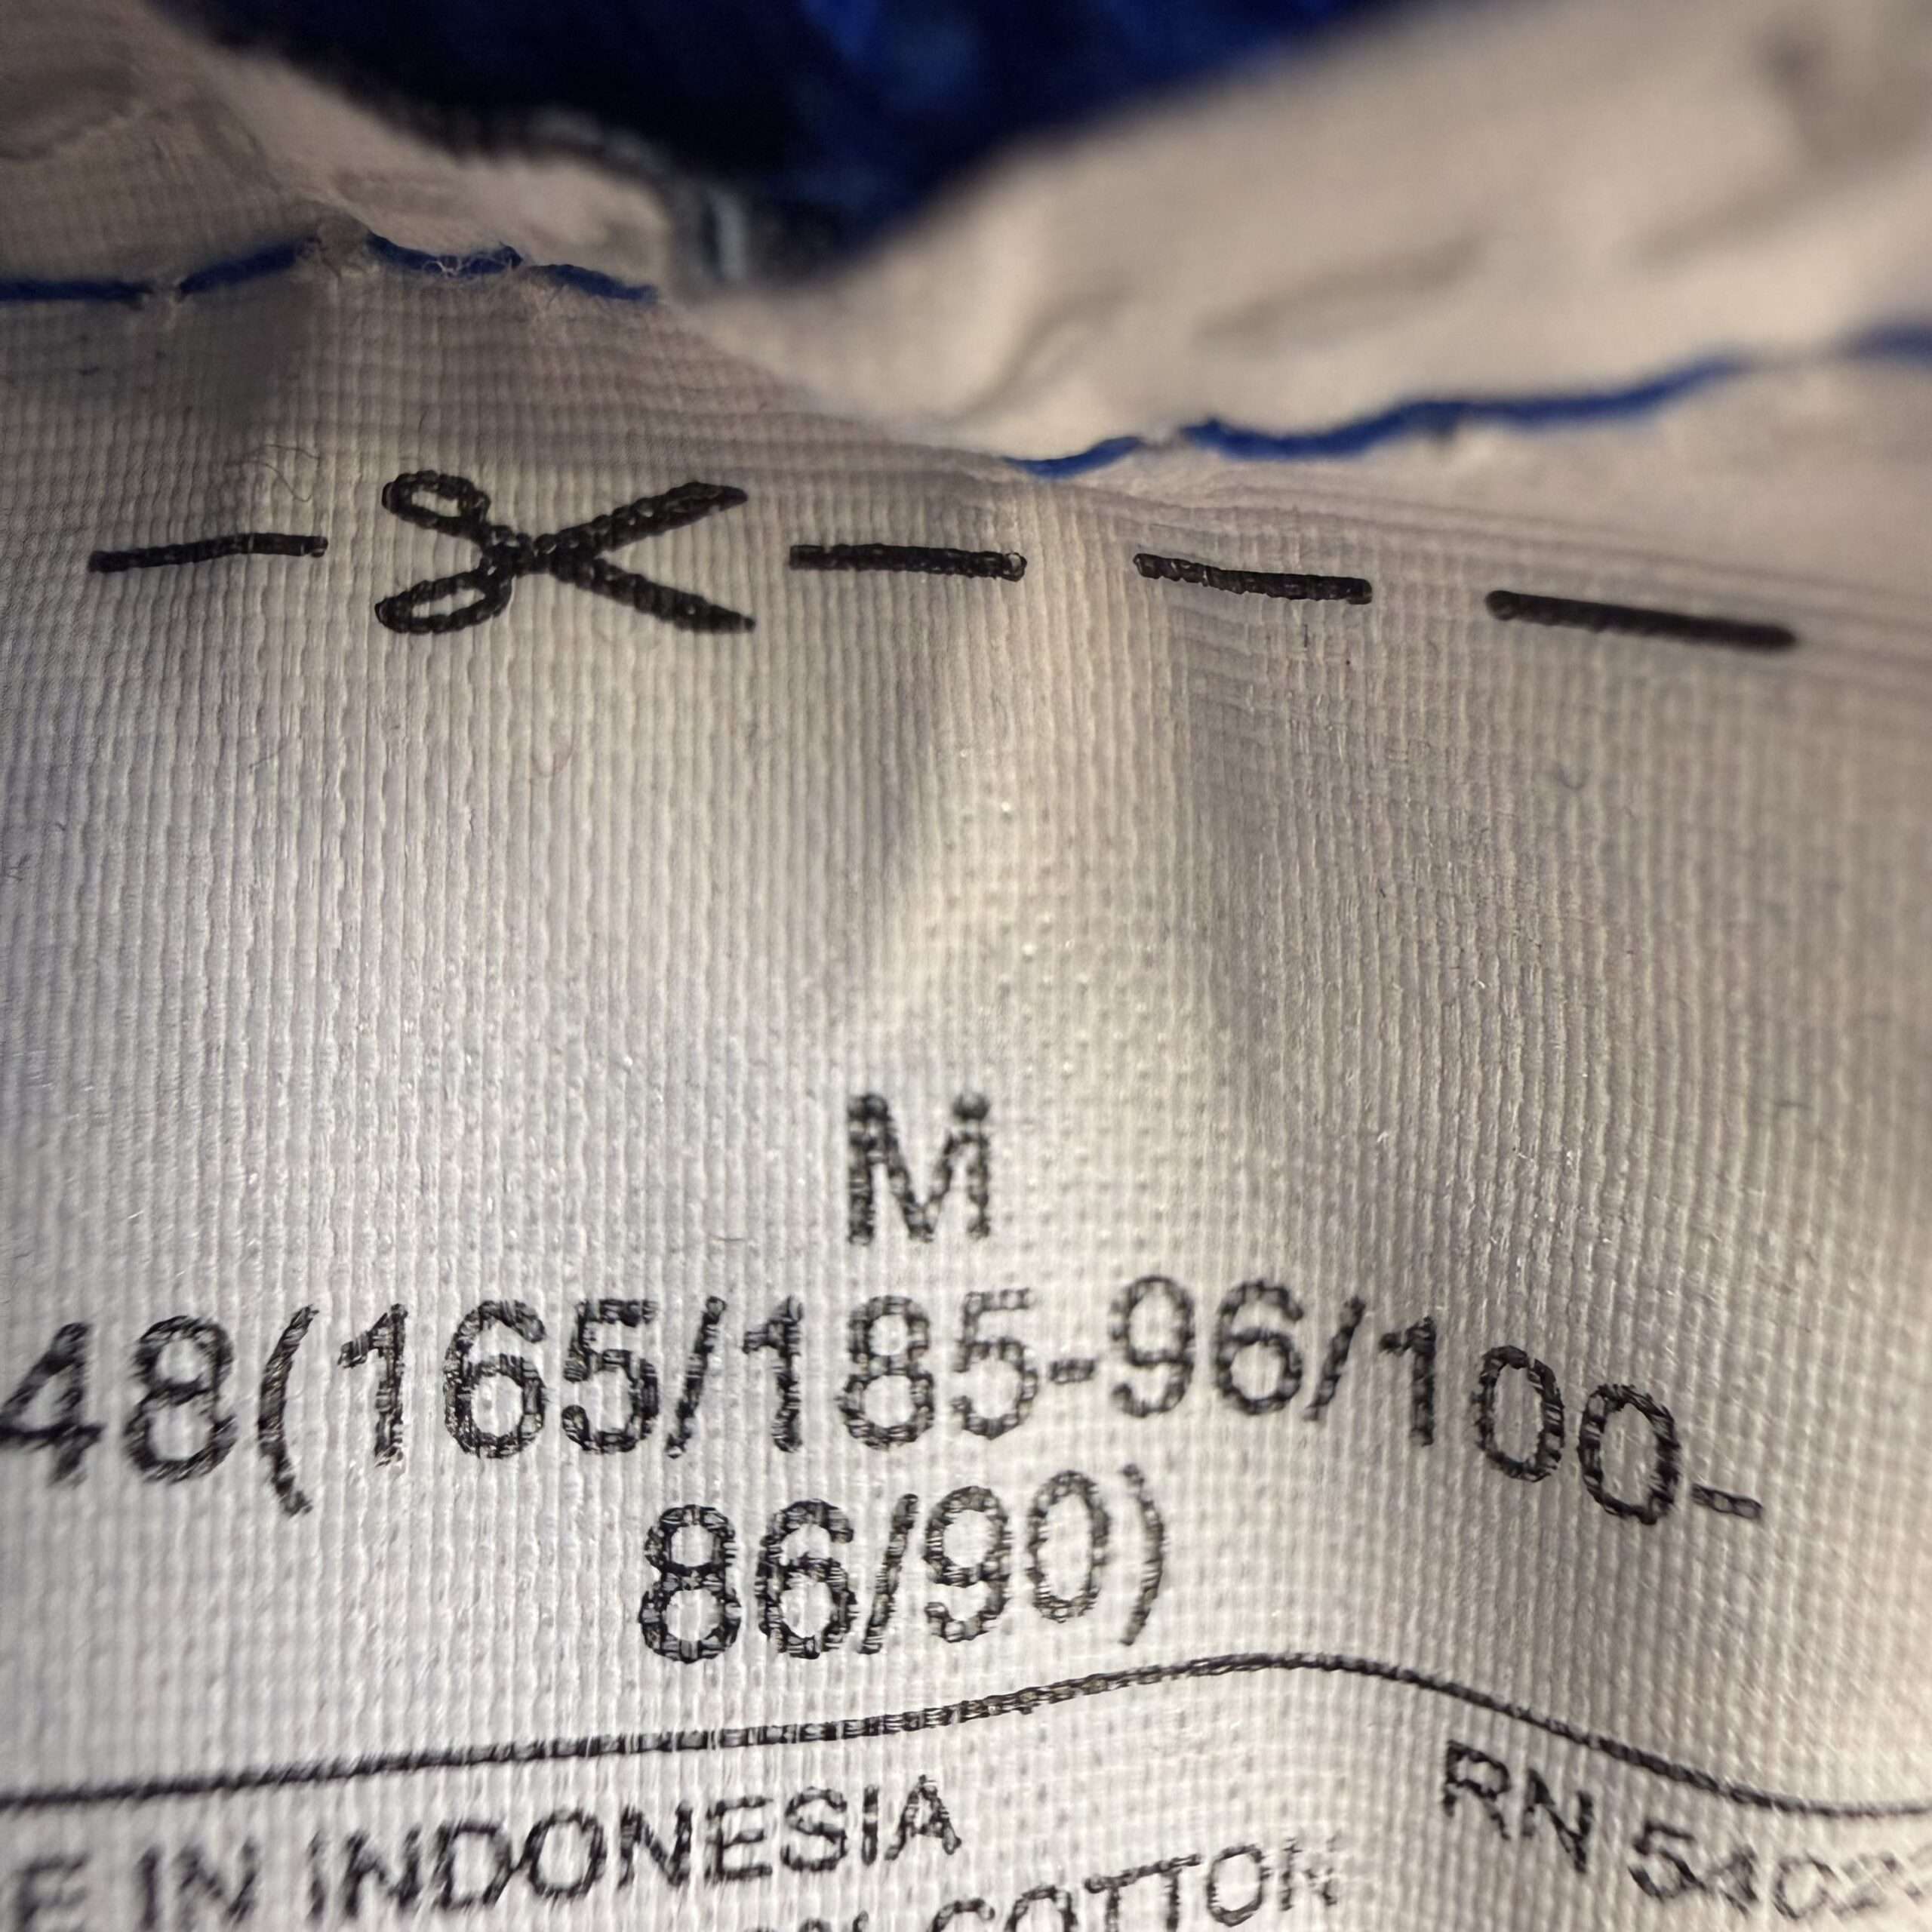 M
48(165/185-96/100-
86/90)
IN INDONESIA
RN
COTTON